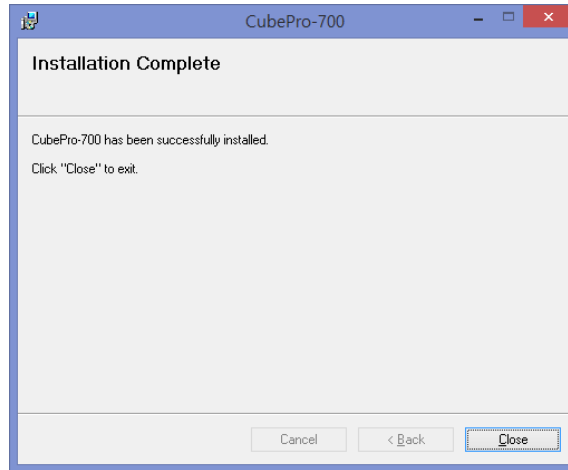 CubePro-700
Installation Complete
CubePro-700 has been successfully installed.
Click "Close" to exit.
Cancel
< Back
Close